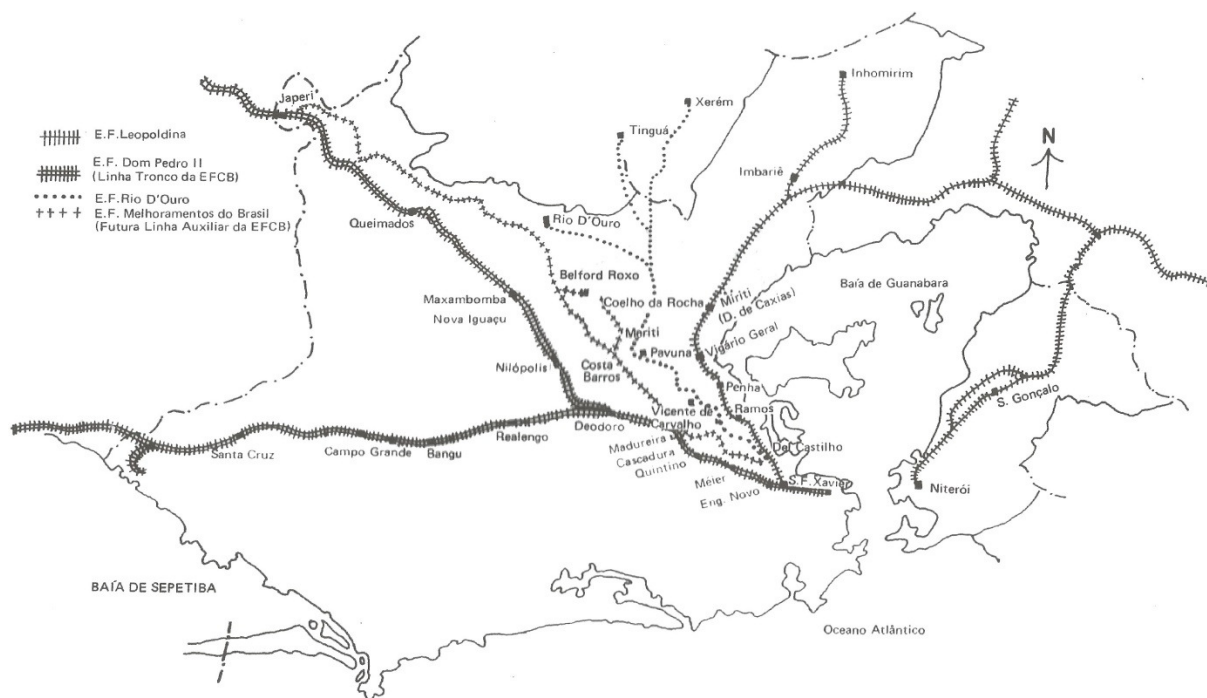 Inhomirim
Japeri
Xerém
E.F. Leopoldina
Tinguá
N
E.F. Dom Pedro II
(Linha Tronco da EFCB)
Imbariê
E.F. Rio D'Ouro
E.F. Melhoramentos do Brasil
(Futura Linha Auxiliar da EFCB)
Queimados
Rio D'Ouro
Belford Roxo
Baía de Guanabara
Maxambomba
Nova Iguaçu
Coelho da Rocha
Miriti
(D. de Caxias)
Meriti
Vigário Geral
Pavuna
Nilópolis
Costa
Barros
Penha
S. Gonçalo
Vicente de
Carvalho
Ramos
Realengo
Deodoro
Santa Cruz
Campo Grande
Bangu
Madureira
Cascadura
Quintino
Del Castilho
Méier
Eng. Novo
S.F. Xavier
Niterói
BAÍA DE SEPETIBA
Oceano Atlântico